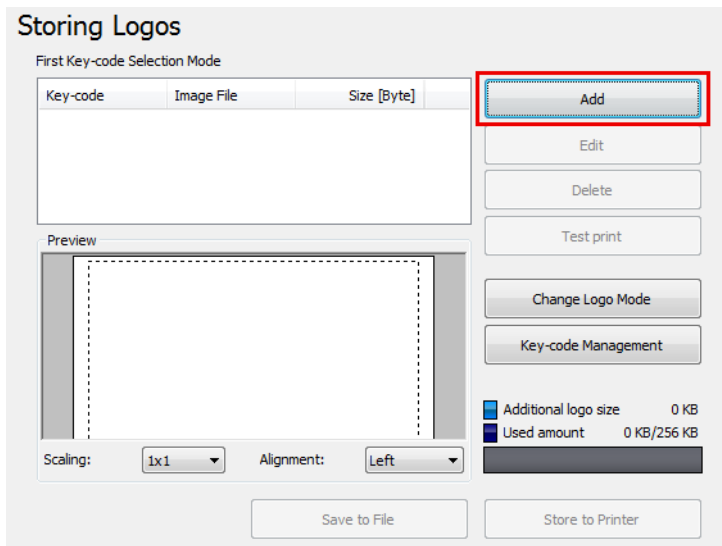 Storing Logos
First Key-code Selection Mode
Key-code Image File Size [Byte]
Add
Edit
Delete
Test print
Preview
Change Logo Mode
Key-code Management
Additional logo size 0 KB
Used amount 0 KB/256 KB
Scaling: 1x1 Alignment: Left
Save to File Store to Printer